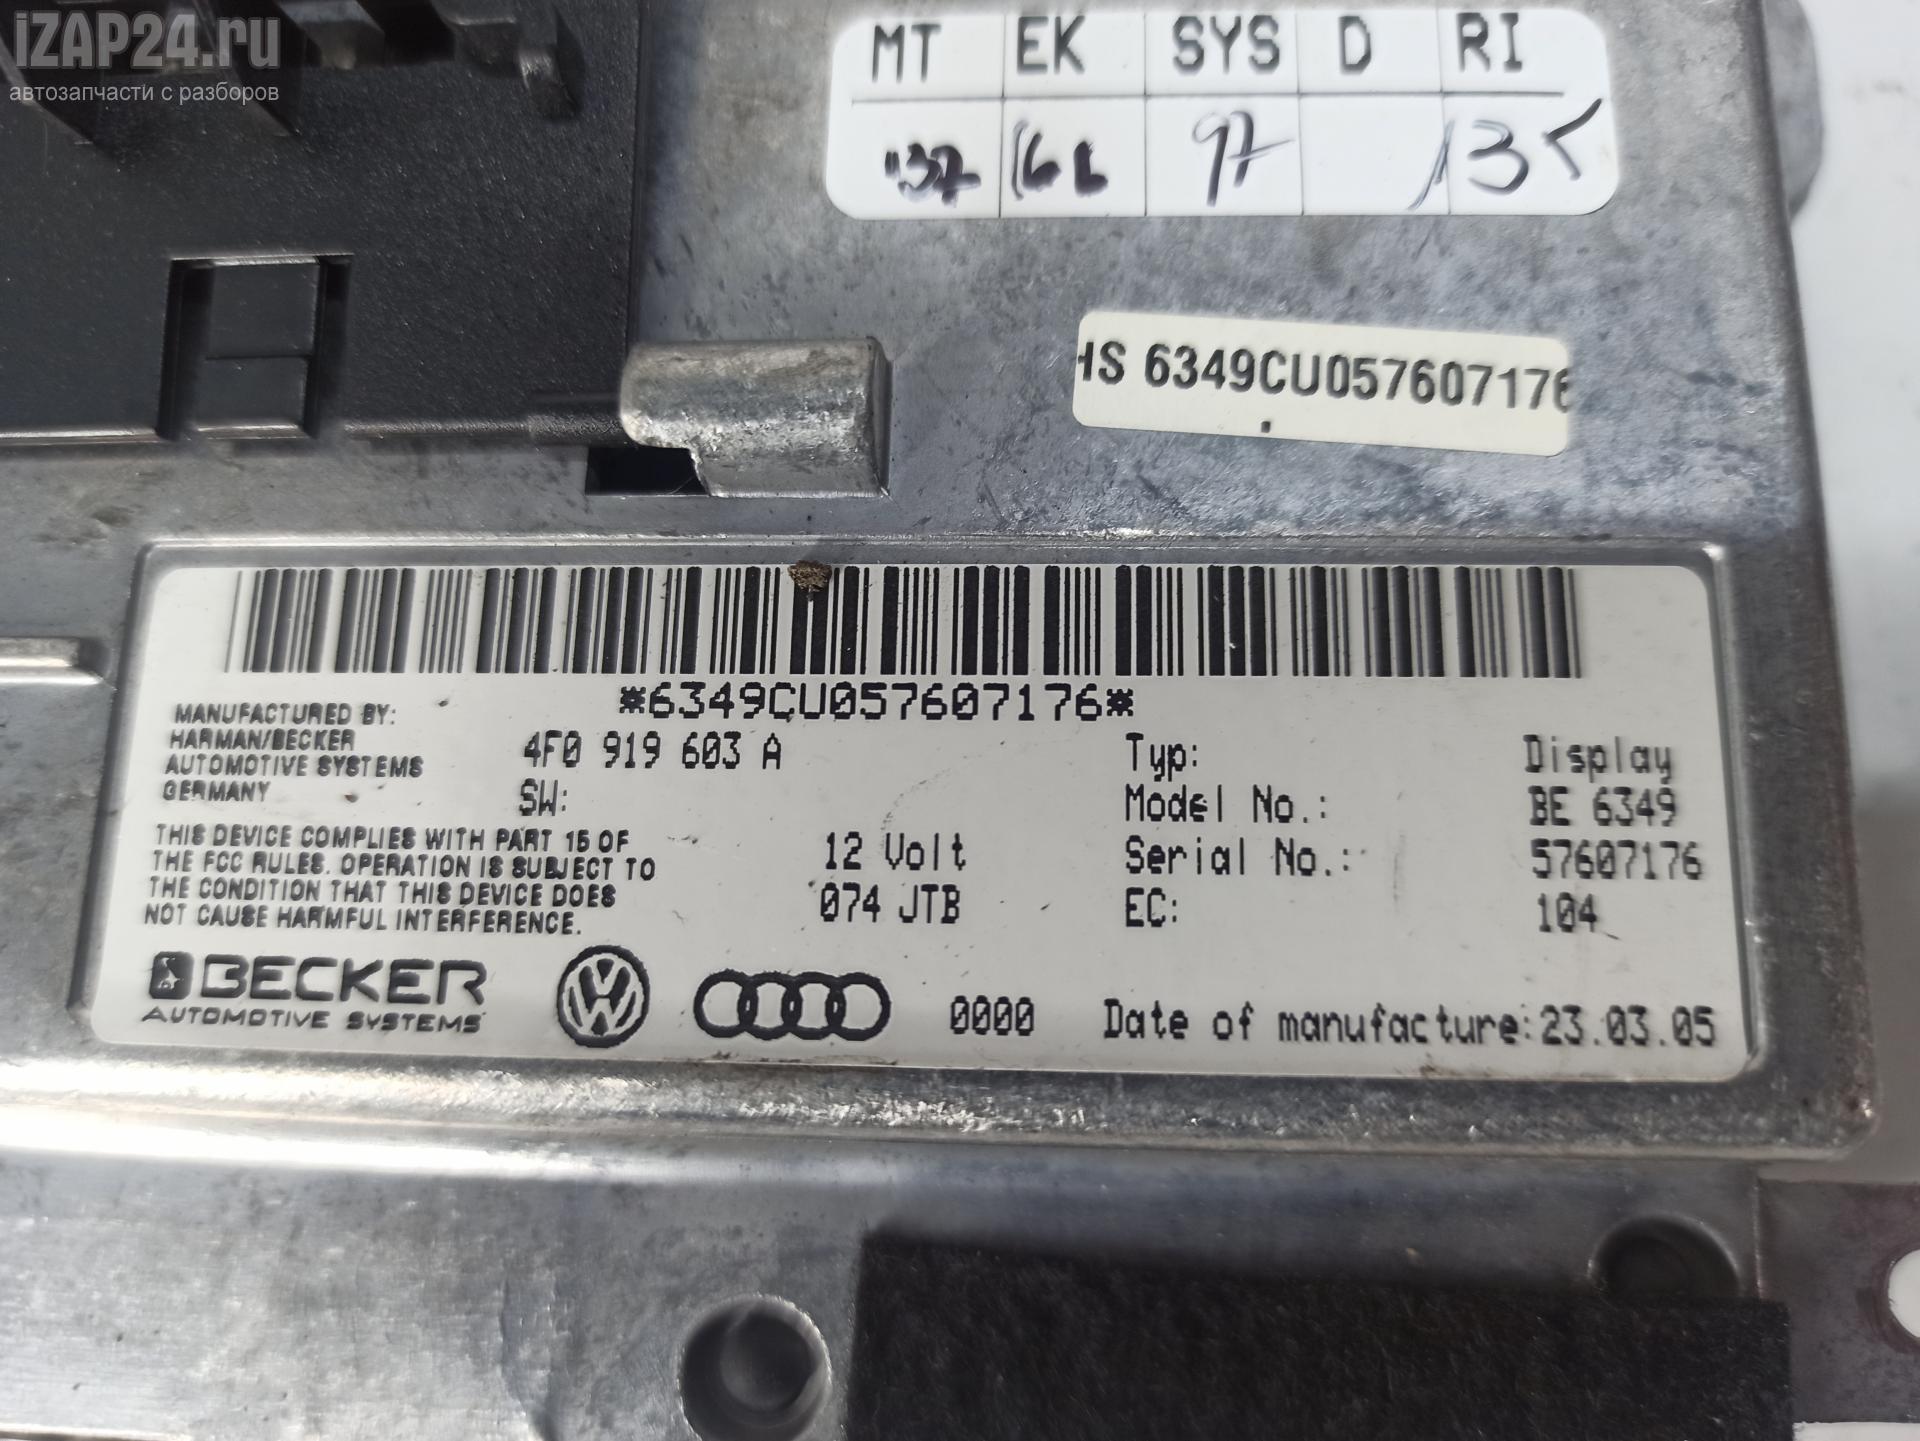 iZAP24.ru
автозапчасти с разборов
MT EK SYS D RI
97 135
HS 6349CU057607176
*6349CU057607176*
MANUFACTURED BY:
HARMAN/BECKER
AUTOMOTIVE SYSTEMS
GERMANY
4F0 919 603 A
SW:
Typ: Display
Model No.: BE 6349
Serial No.: 57607176
EC: 104
THIS DEVICE COMPLIES WITH PART 15 OF
THE FCC RULES. OPERATION IS SUBJECT TO
THE CONDITION THAT THIS DEVICE DOES
NOT CAUSE HARMFUL INTERFERENCE.
12 Volt
074 JTB
BECKER
AUTOMOTIVE SYSTEMS
0000
Date of manufacture: 23.03.05